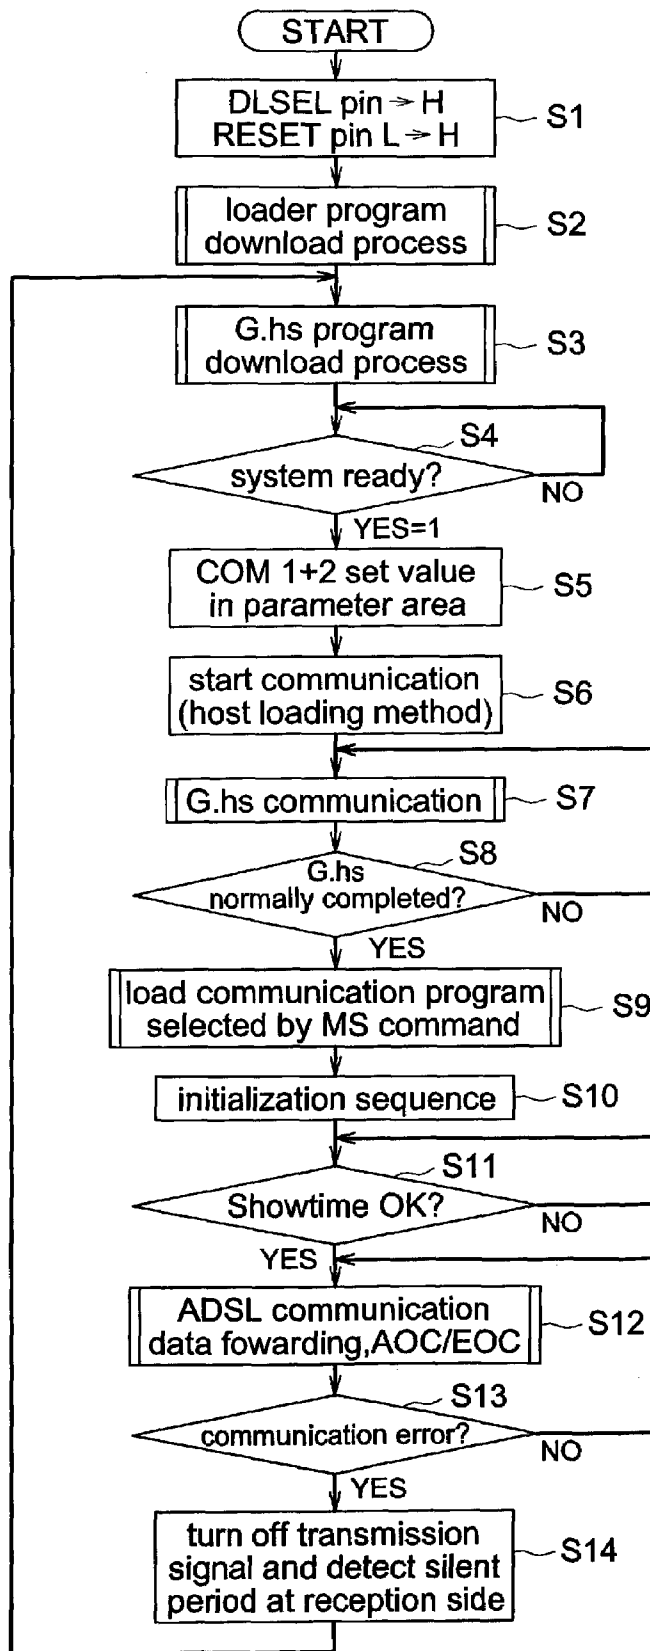 START
DLSEL pin → H
RESET pin L → H
S1
loader program
download process
S2
G.hs program
download process
S3
S4
system ready?
NO
YES=1
COM 1+2 set value
in parameter area
S5
start communication
(host loading method)
S6
G.hs communication
S7
S8
G.hs
normally completed?
NO
YES
load communication program
selected by MS command
S9
initialization sequence
S10
S11
Showtime OK?
NO
YES
ADSL communication
data fowarding,AOC/EOC
S12
S13
communication error?
NO
YES
turn off transmission
signal and detect silent
period at reception side
S14